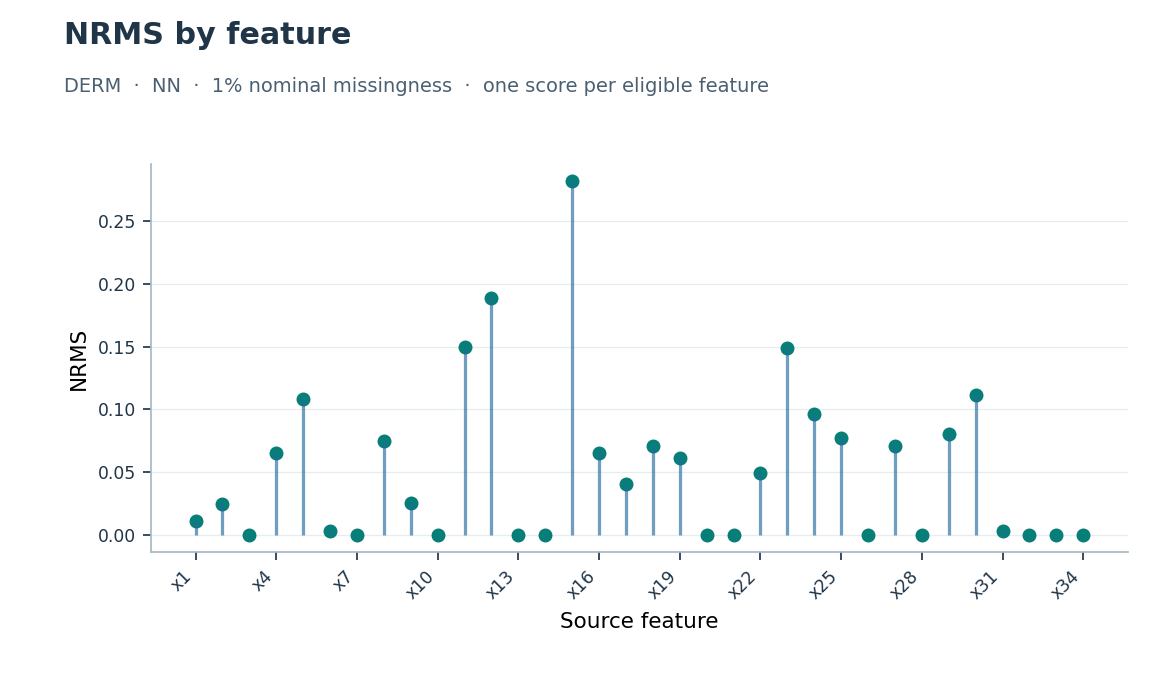 NRMS by feature
DERM · NN · 1% nominal missingness · one score per eligible feature
0.25
0.20
0.15
0.10
0.05
0.00
NRMS
x1 x4 x7 x10 x13 x16 x19 x22 x25 x28 x31 x34
Source feature